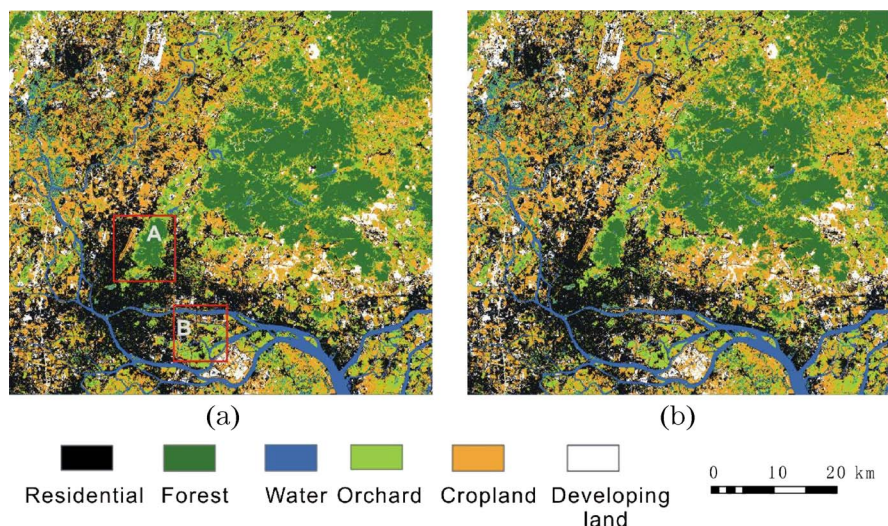 A
B
(a)
(b)
Residential
Forest
Water
Orchard
Cropland
Developing
land
0 10 20 km